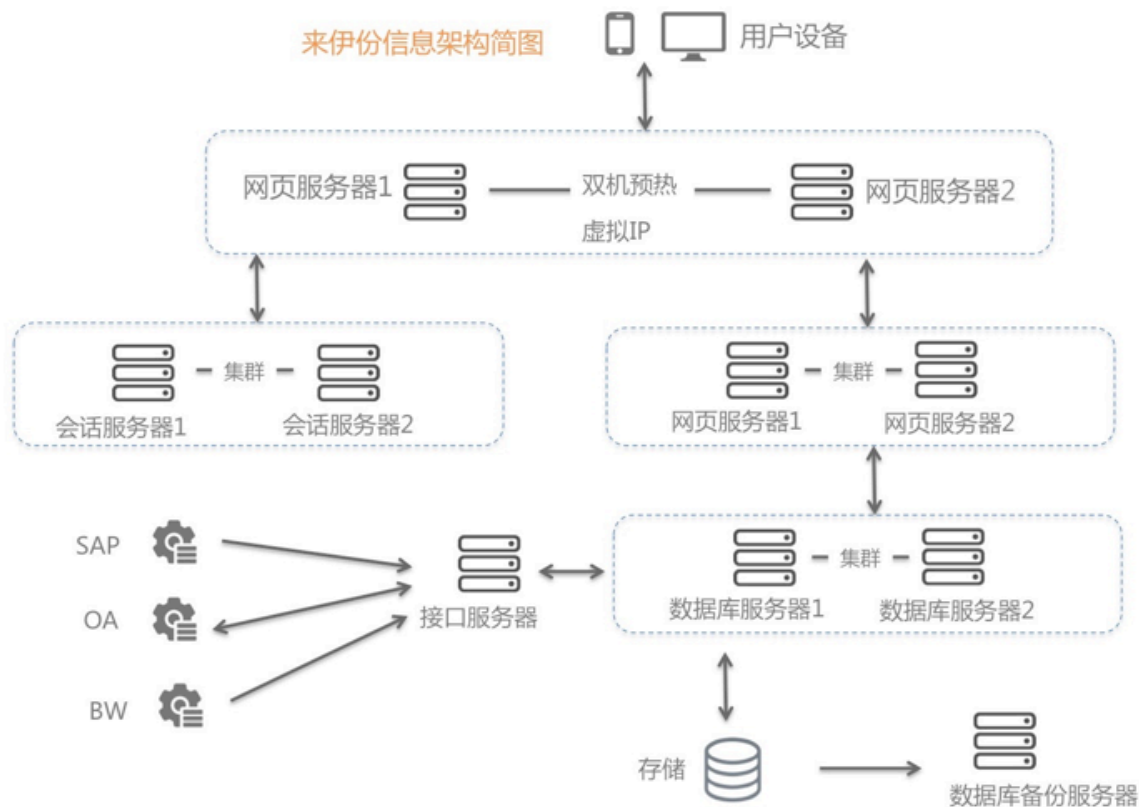 来伊份信息架构简图
用户设备
网页服务器1
双机预热
网页服务器2
虚拟IP
集群
集群
会话服务器1
会话服务器2
网页服务器1
网页服务器2
SAP
集群
OA
接口服务器
数据库服务器1
数据库服务器2
BW
存储
数据库备份服务器